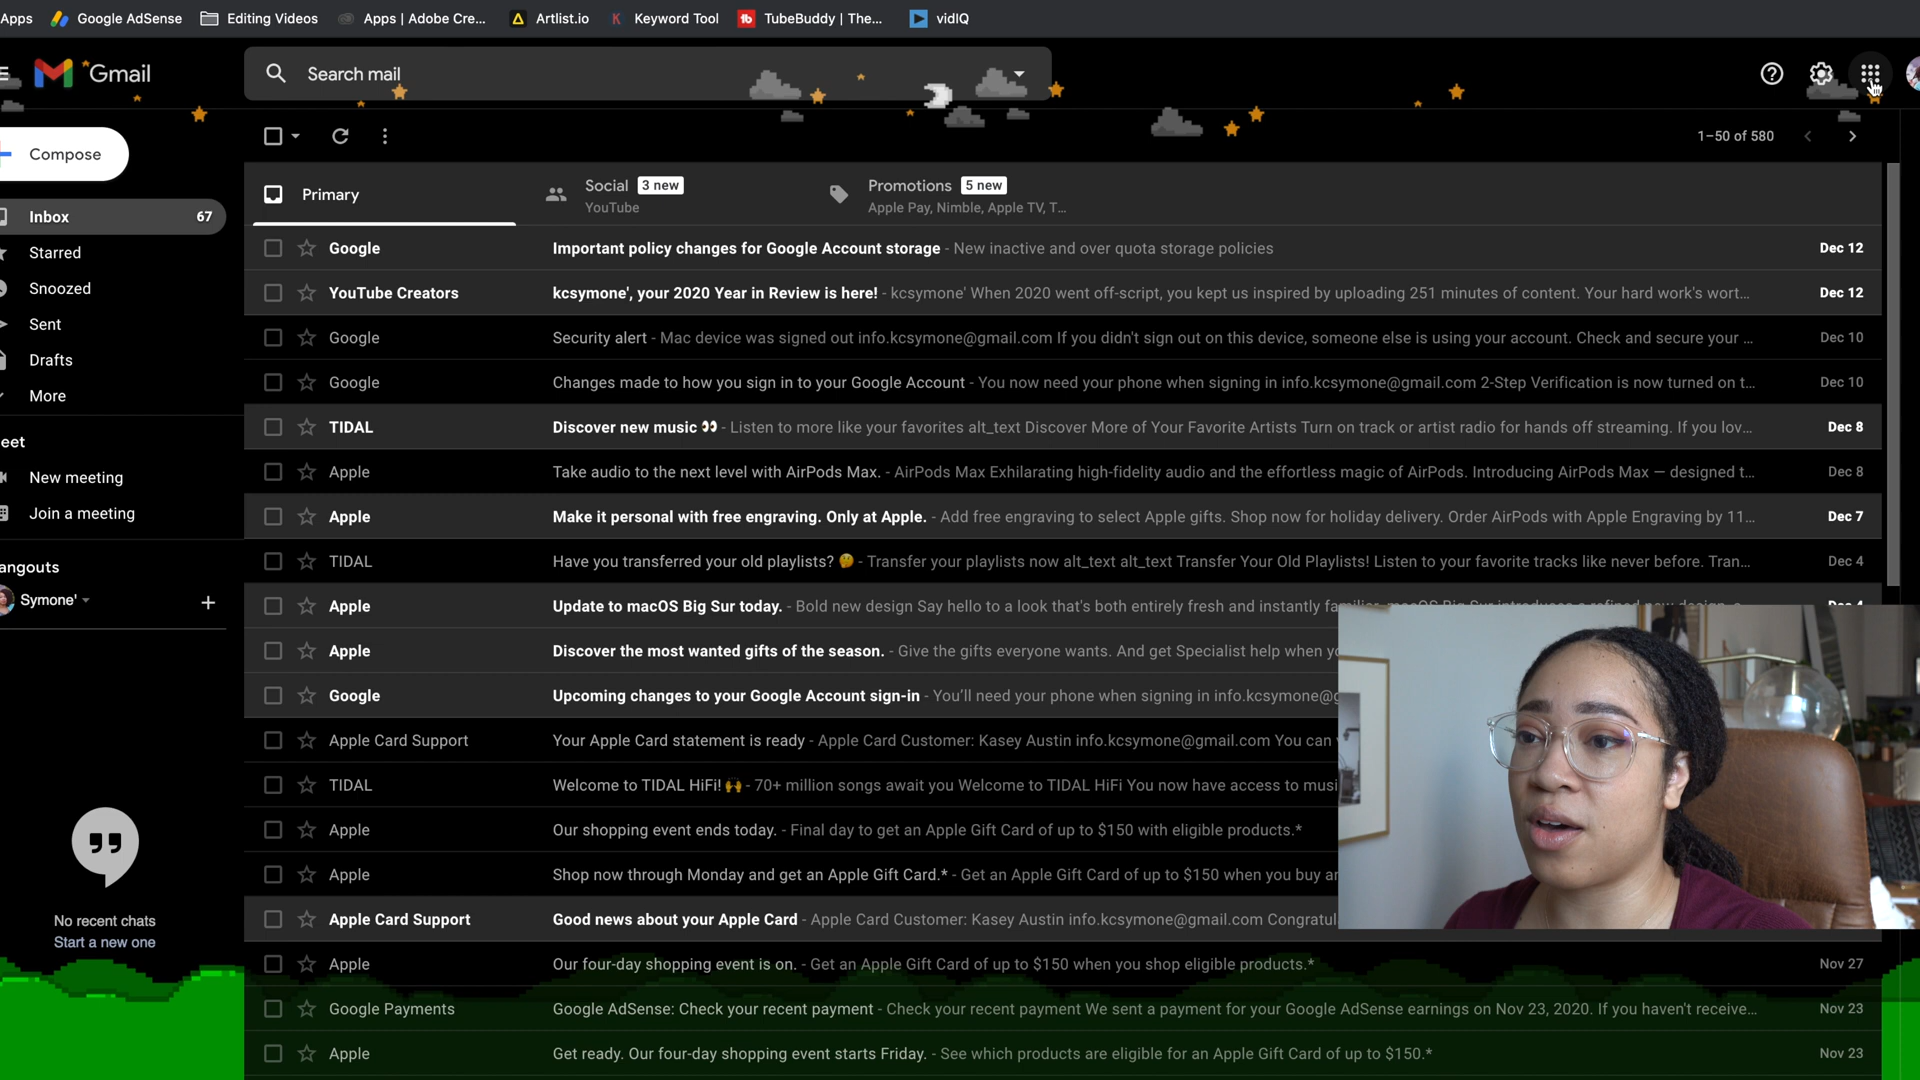 Apps Google AdSense Editing Videos Apps | Adobe Cre... Artlist.io K Keyword Tool tb TubeBuddy | The... vidIQ
Gmail Search mail
1–50 of 580
Compose
Primary
Social 3 new
YouTube
Promotions 5 new
Apple Pay, Nimble, Apple TV, T...
Inbox 67
Starred
Snoozed
Sent
Drafts
More
eet
New meeting
Join a meeting
angouts
Symone'
No recent chats
Start a new one
Google Important policy changes for Google Account storage - New inactive and over quota storage policies Dec 12
YouTube Creators kcsymone', your 2020 Year in Review is here! - kcsymone' When 2020 went off-script, you kept us inspired by uploading 251 minutes of content. Your hard work's wort... Dec 12
Google Security alert - Mac device was signed out info.kcsymone@gmail.com If you didn't sign out on this device, someone else is using your account. Check and secure your ... Dec 10
Google Changes made to how you sign in to your Google Account - You now need your phone when signing in info.kcsymone@gmail.com 2-Step Verification is now turned on t... Dec 10
TIDAL Discover new music 👀 - Listen to more like your favorites alt_text Discover More of Your Favorite Artists Turn on track or artist radio for hands off streaming. If you lov... Dec 8
Apple Take audio to the next level with AirPods Max. - AirPods Max Exhilarating high-fidelity audio and the effortless magic of AirPods. Introducing AirPods Max — designed t... Dec 8
Apple Make it personal with free engraving. Only at Apple. - Add free engraving to select Apple gifts. Shop now for holiday delivery. Order AirPods with Apple Engraving by 11... Dec 7
TIDAL Have you transferred your old playlists? 🤔 - Transfer your playlists now alt_text alt_text Transfer Your Old Playlists! Listen to your favorite tracks like never before. Tran... Dec 4
Apple Update to macOS Big Sur today. - Bold new design Say hello to a look that's both entirely fresh and instantly familiar. macOS Big Sur introduces a refined new design, a... Dec 4
Apple Discover the most wanted gifts of the season. - Give the gifts everyone wants. And get Specialist help when yo
Google Upcoming changes to your Google Account sign-in - You'll need your phone when signing in info.kcsymone@g
Apple Card Support Your Apple Card statement is ready - Apple Card Customer: Kasey Austin info.kcsymone@gmail.com You can
TIDAL Welcome to TIDAL HiFi! 🙌 - 70+ million songs await you Welcome to TIDAL HiFi You now have access to musi
Apple Our shopping event ends today. - Final day to get an Apple Gift Card of up to $150 with eligible products.*
Apple Shop now through Monday and get an Apple Gift Card.* - Get an Apple Gift Card of up to $150 when you buy an
Apple Card Support Good news about your Apple Card - Apple Card Customer: Kasey Austin info.kcsymone@gmail.com Congratul
Apple Our four-day shopping event is on. - Get an Apple Gift Card of up to $150 when you shop eligible products.* Nov 27
Google Payments Google AdSense: Check your recent payment - Check your recent payment We sent a payment for your Google AdSense earnings on Nov 23, 2020. If you haven't receive... Nov 23
Apple Get ready. Our four-day shopping event starts Friday. - See which products are eligible for an Apple Gift Card of up to $150.* Nov 23